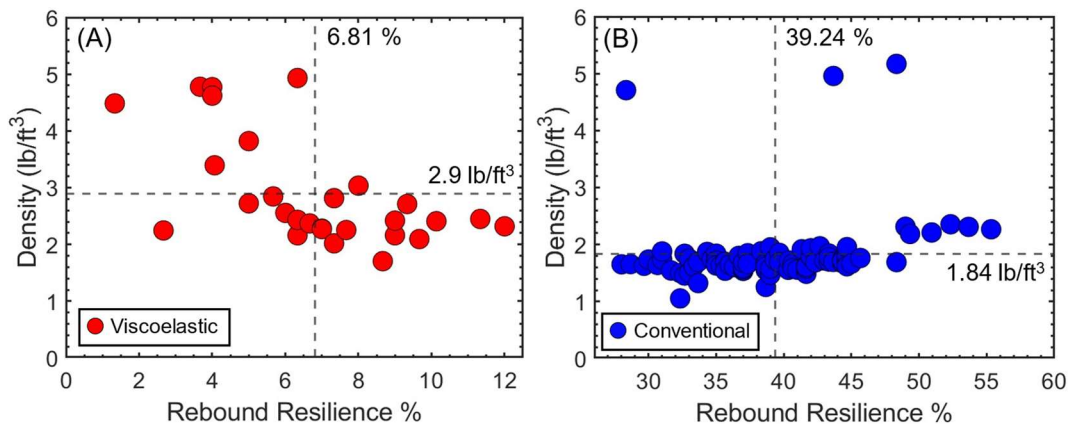 (A)
6.81 %
2.9 lb/ft³
Viscoelastic
Density (lb/ft³)
0
1
2
3
4
5
6
0 2 4 6 8 10 12
Rebound Resilience %
(B)
39.24 %
1.84 lb/ft³
Conventional
Density (lb/ft³)
0
1
2
3
4
5
6
30 35 40 45 50 55 60
Rebound Resilience %